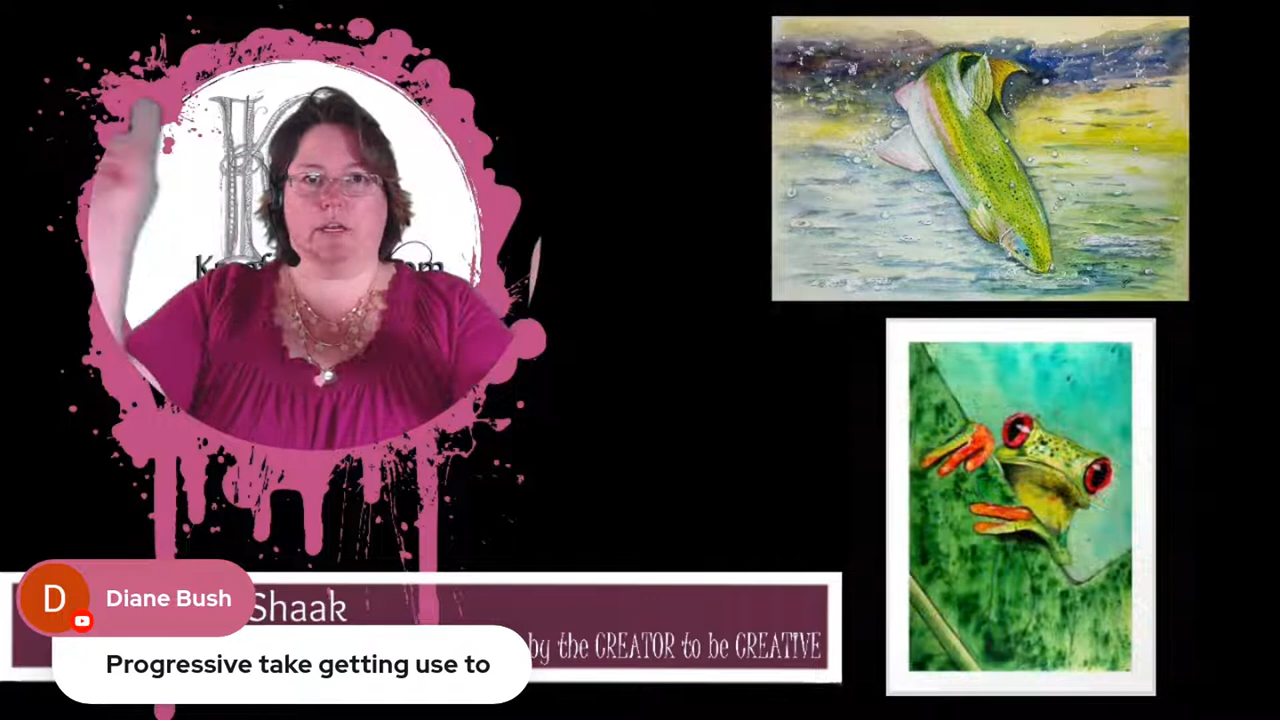 Diane Bush
Shaak
by the CREATOR to be CREATIVE
Progressive take getting use to